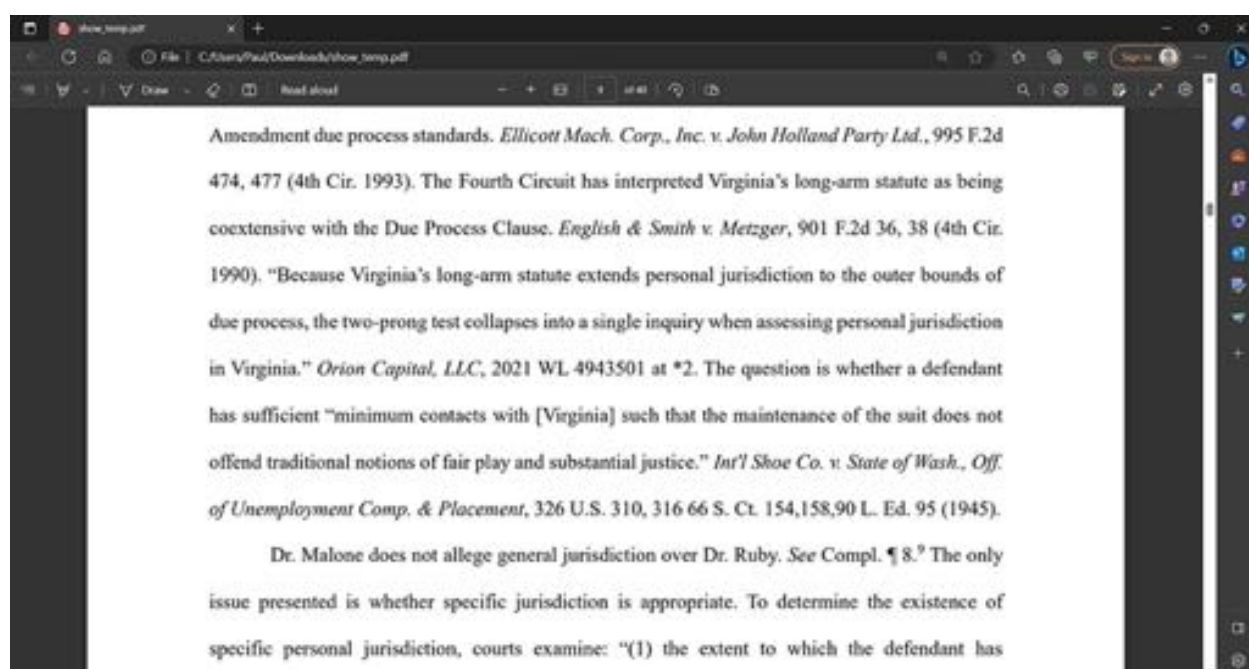 show_temp.pdf
File | C:/Users/Paul/Downloads/show_temp.pdf
Sign in
Draw
Read aloud
of 40
Amendment due process standards. Ellicott Mach. Corp., Inc. v. John Holland Party Ltd., 995 F.2d
474, 477 (4th Cir. 1993). The Fourth Circuit has interpreted Virginia’s long-arm statute as being
coextensive with the Due Process Clause. English & Smith v. Metzger, 901 F.2d 36, 38 (4th Cir.
1990). “Because Virginia’s long-arm statute extends personal jurisdiction to the outer bounds of
due process, the two-prong test collapses into a single inquiry when assessing personal jurisdiction
in Virginia.” Orion Capital, LLC, 2021 WL 4943501 at *2. The question is whether a defendant
has sufficient “minimum contacts with [Virginia] such that the maintenance of the suit does not
offend traditional notions of fair play and substantial justice.” Int’l Shoe Co. v. State of Wash., Off.
of Unemployment Comp. & Placement, 326 U.S. 310, 316 66 S. Ct. 154,158,90 L. Ed. 95 (1945).
Dr. Malone does not allege general jurisdiction over Dr. Ruby. See Compl. ¶ 8.⁹ The only
issue presented is whether specific jurisdiction is appropriate. To determine the existence of
specific personal jurisdiction, courts examine: “(1) the extent to which the defendant has